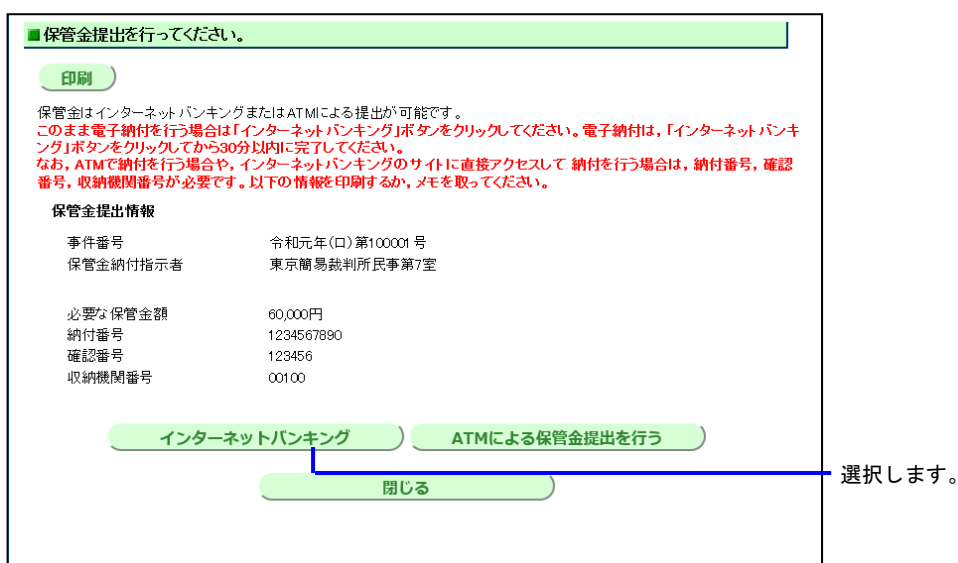 ■保管金提出を行ってください。
印刷
保管金はインターネットバンキングまたはATMによる提出が可能です。
このまま電子納付を行う場合は「インターネットバンキング」ボタンをクリックしてください。電子納付は，「インターネットバンキ
ング」ボタンをクリックしてから30分以内に完了してください。
なお，ATMで納付を行う場合や，インターネットバンキングのサイトに直接アクセスして 納付を行う場合は，納付番号，確認
番号，収納機関番号が必要です。以下の情報を印刷するか，メモを取ってください。
保管金提出情報
事件番号 令和元年(ロ)第100001号
保管金納付指示者 東京簡易裁判所民事第7室
必要な保管金額 60,000円
納付番号 1234567890
確認番号 123456
収納機関番号 00100
インターネットバンキング ATMによる保管金提出を行う
選択します。
閉じる